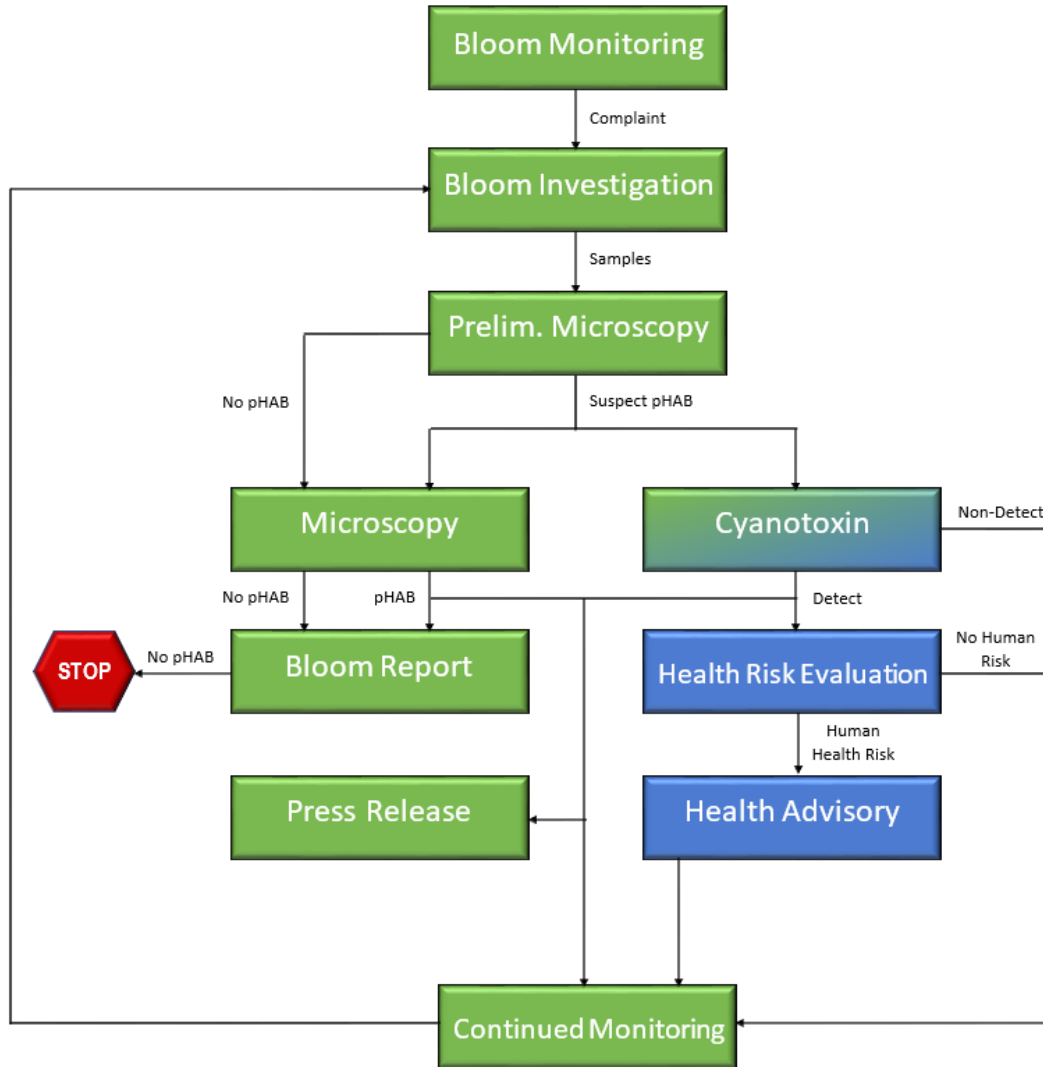 Bloom Monitoring
Complaint
Bloom Investigation
Samples
Prelim. Microscopy
No pHAB
Suspect pHAB
Microscopy
Cyanotoxin
Non-Detect
No pHAB
pHAB
Detect
STOP
No pHAB
Bloom Report
Health Risk Evaluation
No Human
Risk
Human
Health Risk
Press Release
Health Advisory
Continued Monitoring